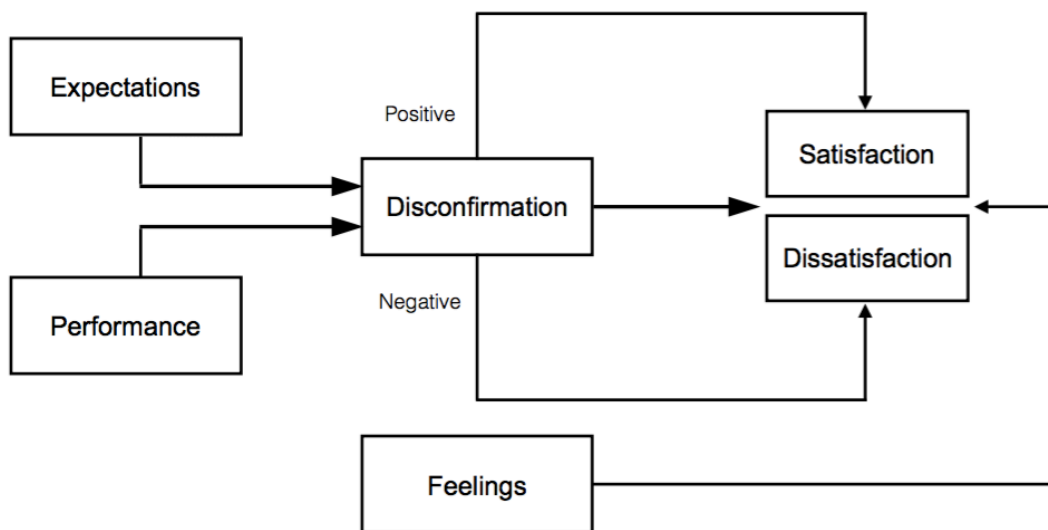 Expectations
Positive
Satisfaction
Disconfirmation
Dissatisfaction
Negative
Performance
Feelings